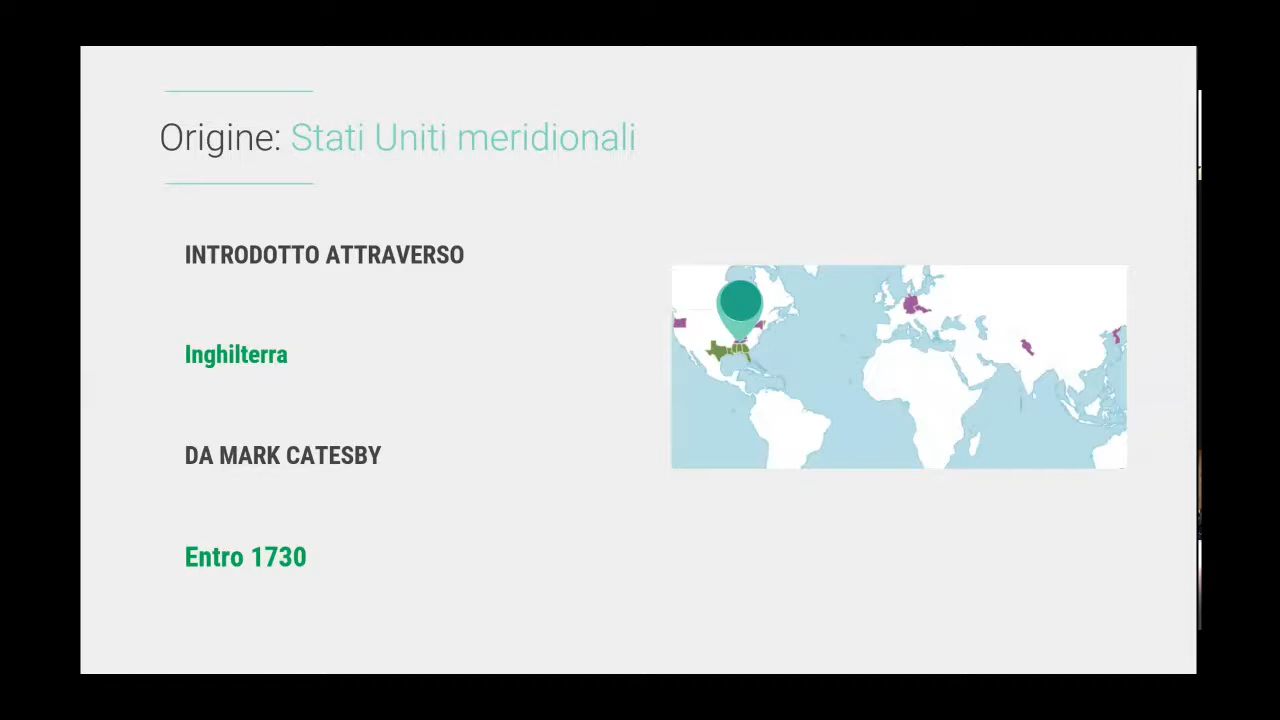 Origine: Stati Uniti meridionali
INTRODOTTO ATTRAVERSO
Inghilterra
DA MARK CATESBY
Entro 1730